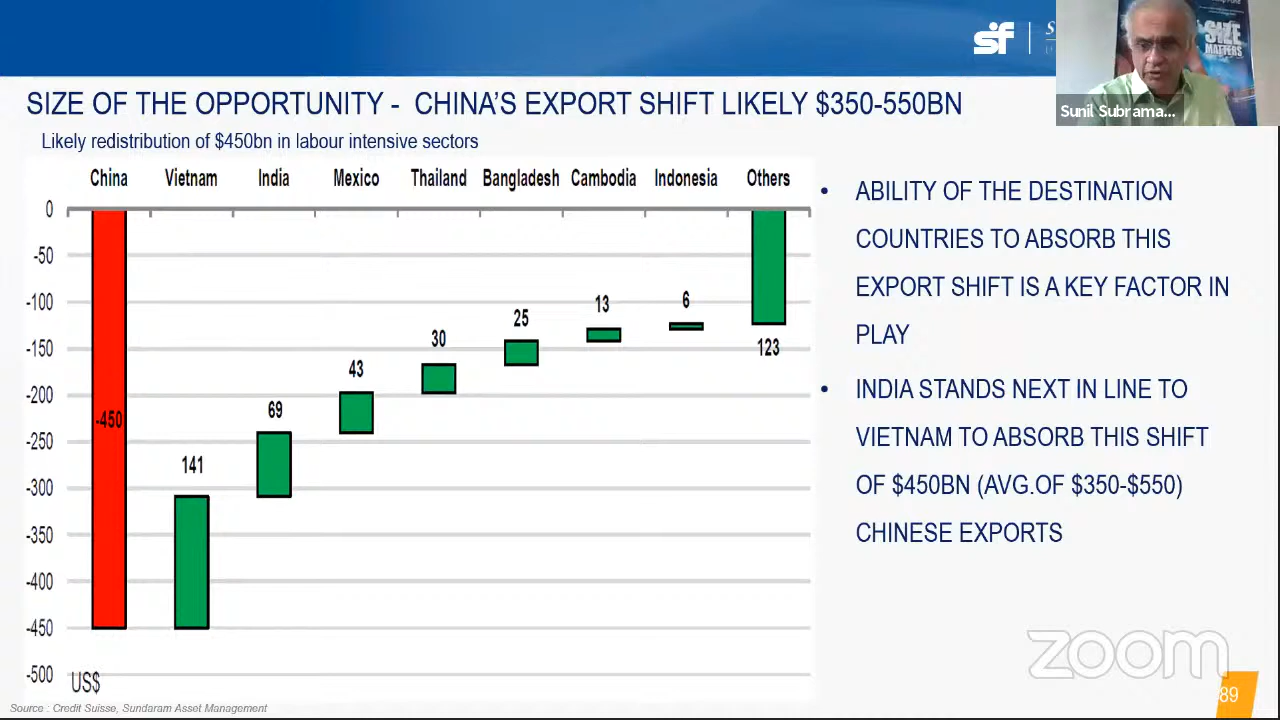 sf
SIZE
MATTERS
Sunil Subrama...
SIZE OF THE OPPORTUNITY - CHINA'S EXPORT SHIFT LIKELY $350-550BN
Likely redistribution of $450bn in labour intensive sectors
China Vietnam India Mexico Thailand Bangladesh Cambodia Indonesia Others
0
-50
-100
-150
-200
-250
-300
-350
-400
-450
-500
-450
141
69
43
30
25
13
6
123
US$
• ABILITY OF THE DESTINATION
COUNTRIES TO ABSORB THIS
EXPORT SHIFT IS A KEY FACTOR IN
PLAY
• INDIA STANDS NEXT IN LINE TO
VIETNAM TO ABSORB THIS SHIFT
OF $450BN (AVG.OF $350-$550)
CHINESE EXPORTS
zoom
Source : Credit Suisse, Sundaram Asset Management
89